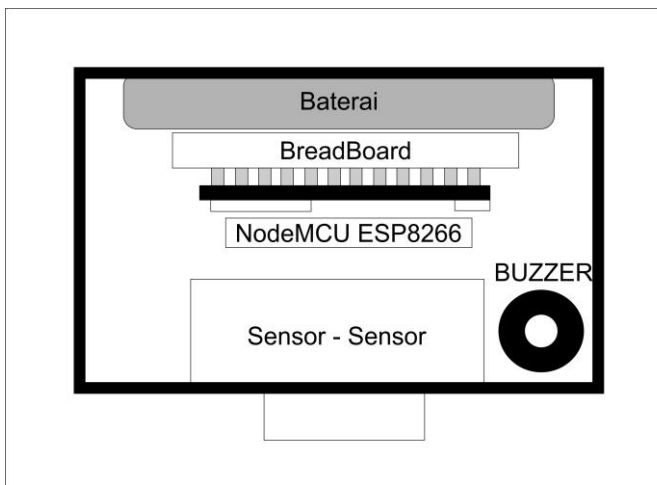 Baterai
BreadBoard
NodeMCU ESP8266
BUZZER
Sensor - Sensor